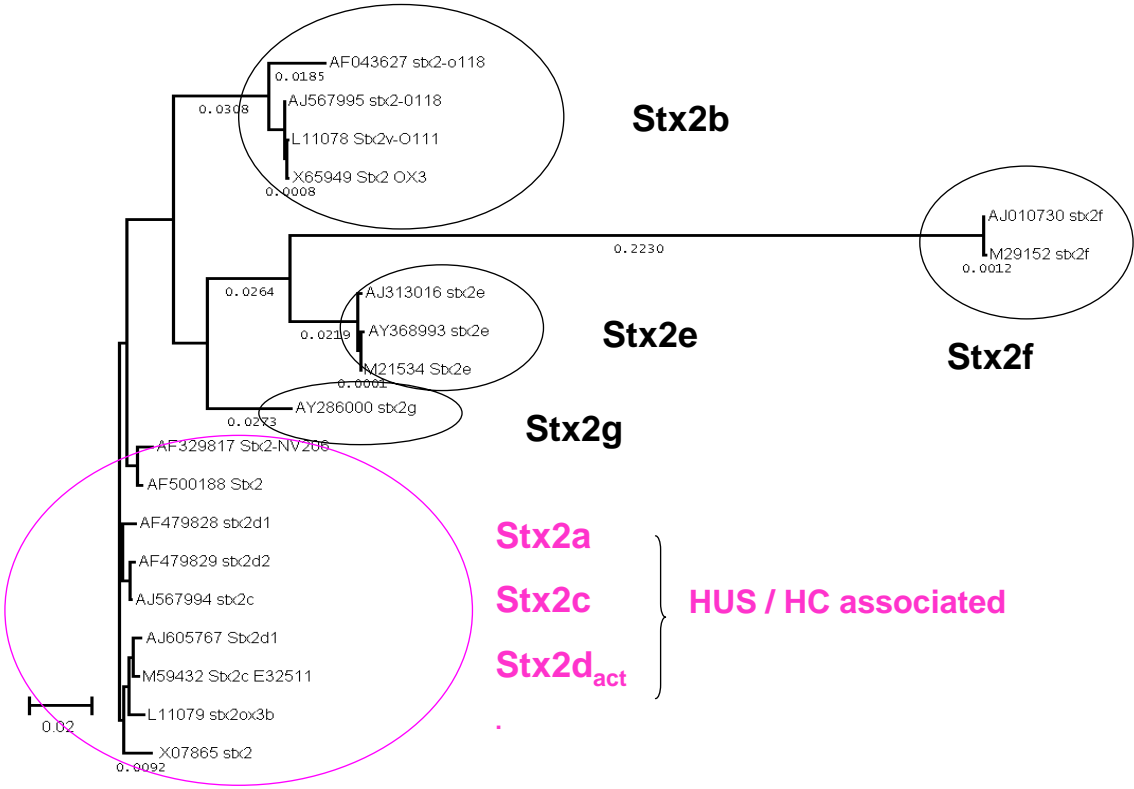 AF043627 stx2-o118
0.0185
AJ567995 stx2-0118
0.0308
Stx2b
L11078 Stx2v-O111
X65949 Stx2 OX3
0.0008
AJ010730 stx2f
0.2230
M29152 stx2f
0.0012
AJ313016 stx2e
0.0264
AY368993 stx2e
0.0219
Stx2e
Stx2f
M21534 Stx2e
0.0001
AY286000 stx2g
0.0273
Stx2g
AF329817 Stx2-NV206
AF500188 Stx2
AF479828 stx2d1
Stx2a
AF479829 stx2d2
AJ567994 stx2c
Stx2c
HUS / HC associated
AJ605767 Stx2d1
M59432 Stx2c E32511
Stx2dact
L11079 stx2ox3b
0.02
.
X07865 stx2
0.0092